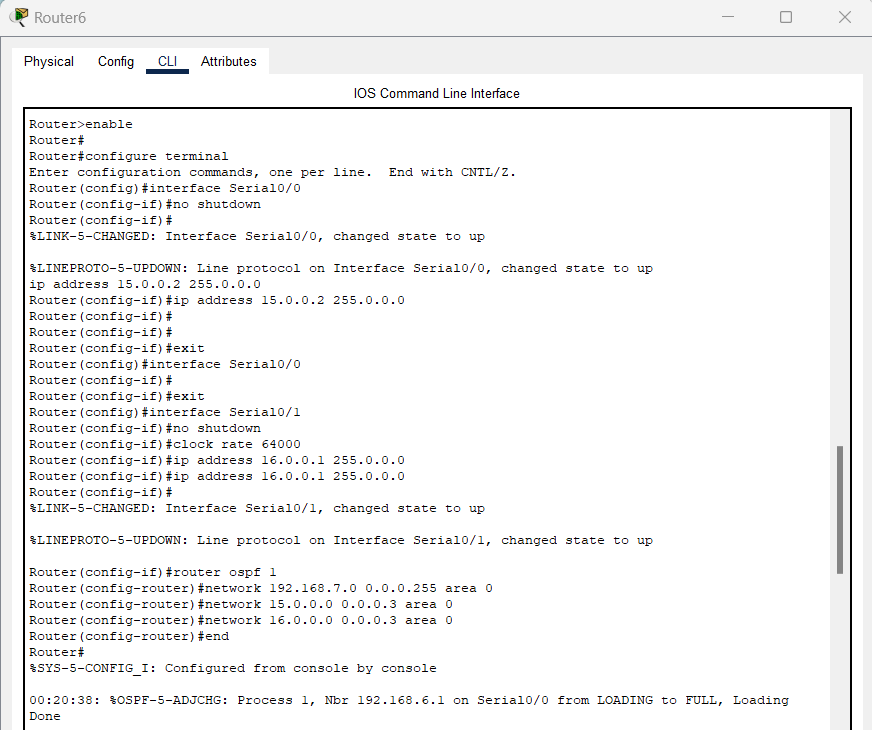 Router6
Physical Config CLI Attributes
IOS Command Line Interface
Router>enable
Router#
Router#configure terminal
Enter configuration commands, one per line.  End with CNTL/Z.
Router(config)#interface Serial0/0
Router(config-if)#no shutdown
Router(config-if)#
%LINK-5-CHANGED: Interface Serial0/0, changed state to up
%LINEPROTO-5-UPDOWN: Line protocol on Interface Serial0/0, changed state to up
ip address 15.0.0.2 255.0.0.0
Router(config-if)#ip address 15.0.0.2 255.0.0.0
Router(config-if)#
Router(config-if)#
Router(config-if)#exit
Router(config)#interface Serial0/0
Router(config-if)#
Router(config-if)#exit
Router(config)#interface Serial0/1
Router(config-if)#no shutdown
Router(config-if)#clock rate 64000
Router(config-if)#ip address 16.0.0.1 255.0.0.0
Router(config-if)#ip address 16.0.0.1 255.0.0.0
Router(config-if)#
%LINK-5-CHANGED: Interface Serial0/1, changed state to up
%LINEPROTO-5-UPDOWN: Line protocol on Interface Serial0/1, changed state to up
Router(config-if)#router ospf 1
Router(config-router)#network 192.168.7.0 0.0.0.255 area 0
Router(config-router)#network 15.0.0.0 0.0.0.3 area 0
Router(config-router)#network 16.0.0.0 0.0.0.3 area 0
Router(config-router)#end
Router#
%SYS-5-CONFIG_I: Configured from console by console
00:20:38: %OSPF-5-ADJCHG: Process 1, Nbr 192.168.6.1 on Serial0/0 from LOADING to FULL, Loading
Done